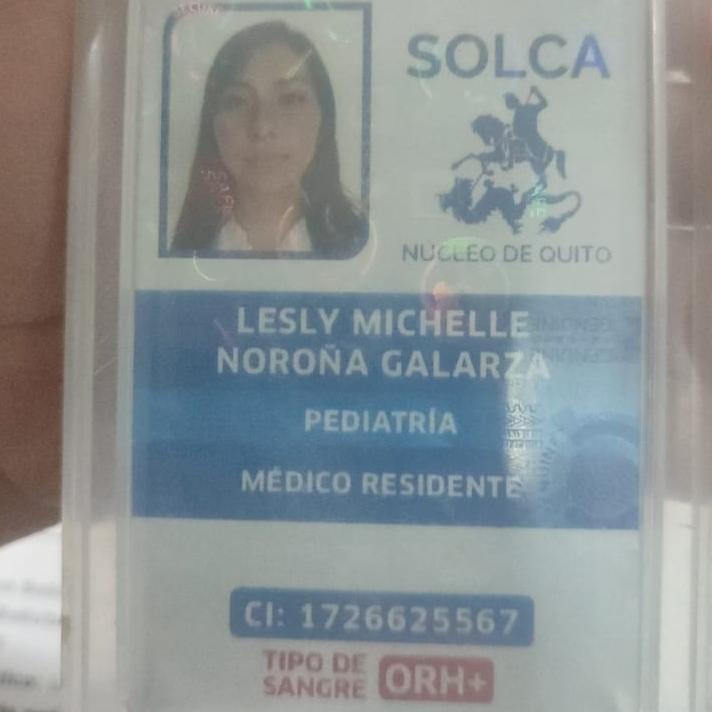 SOLCA
NUCLEO DE QUITO
LESLY MICHELLE
NOROÑA GALARZA
PEDIATRÍA
MÉDICO RESIDENTE
CI: 1726625567
TIPO DE
SANGRE
ORH+